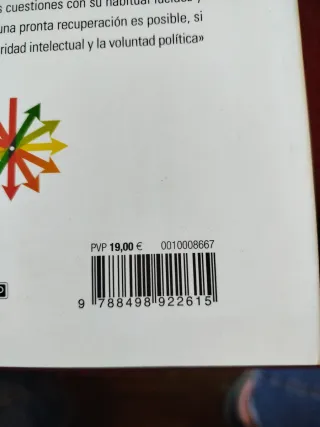 cuestiones con su habitual
una pronta recuperación es posible, si
ridad intelectual y la voluntad política»
PVP 19,00 € 0010008667
9 788498 922615